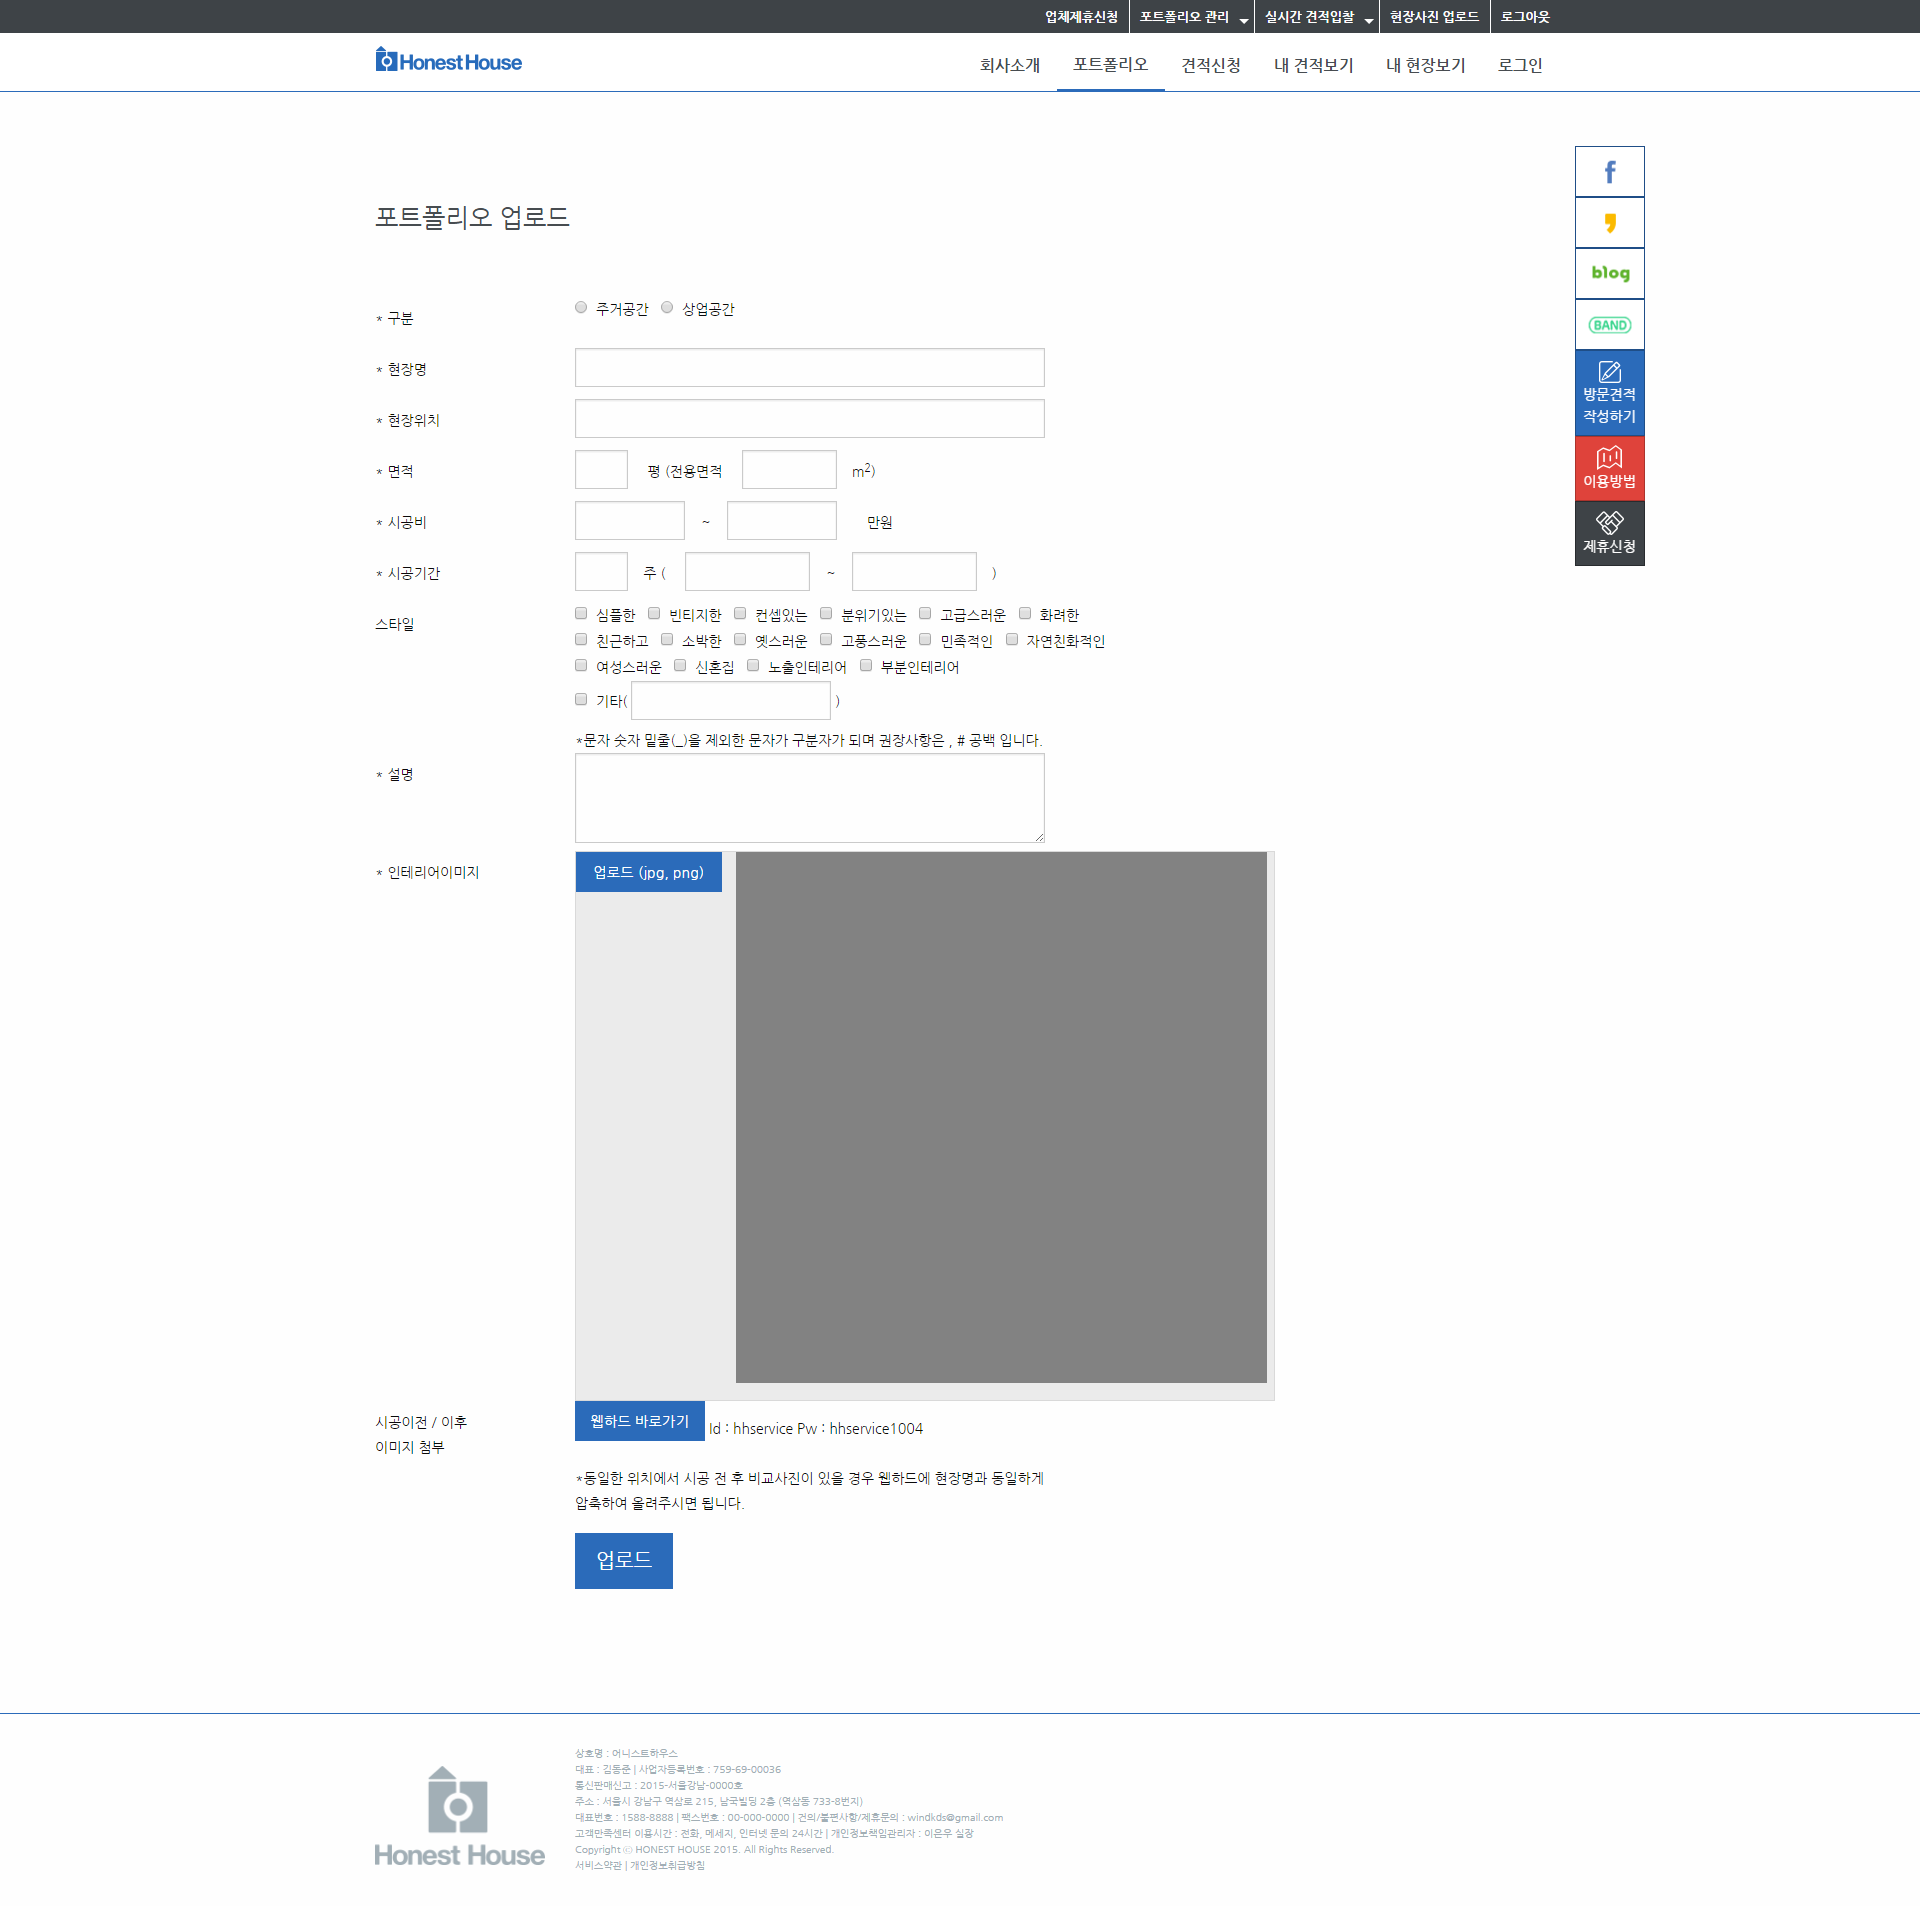 업체제휴신청 포트폴리오 관리 실시간 견적입찰 현장사진 업로드 로그아웃
Honest House 회사소개 포트폴리오 견적신청 내 견적보기 내 현장보기 로그인
f
blog
BAND
방문견적
작성하기
이용방법
제휴신청
포트폴리오 업로드
* 구분 주거공간 상업공간
* 현장명
* 현장위치
* 면적 평 (전용면적 m²)
* 시공비 ~ 만원
* 시공기간 주 ( ~ )
스타일 심플한 빈티지한 컨셉있는 분위기있는 고급스러운 화려한
친근하고 소박한 옛스러운 고풍스러운 민족적인 자연친화적인
여성스러운 신혼집 노출인테리어 부분인테리어
기타( )
*문자 숫자 밑줄(_)을 제외한 문자가 구분자가 되며 권장사항은 , # 공백 입니다.
* 설명
* 인테리어이미지 업로드 (jpg, png)
시공이전 / 이후
이미지 첨부
웹하드 바로가기 Id : hhservice Pw : hhservice1004
*동일한 위치에서 시공 전 후 비교사진이 있을 경우 웹하드에 현장명과 동일하게
압축하여 올려주시면 됩니다.
업로드
Honest House
상호명 : 어니스트하우스
대표 : 김동준 | 사업자등록번호 : 759-69-00036
통신판매신고 : 2015-서울강남-0000호
주소 : 서울시 강남구 역삼로 215, 남국빌딩 2층 (역삼동 733-8번지)
대표번호 : 1588-8888 | 팩스번호 : 00-000-0000 | 건의/불편사항/제휴문의 : windkds@gmail.com
고객만족센터 이용시간 : 전화, 메세지, 인터넷 문의 24시간 | 개인정보책임관리자 : 이은우 실장
Copyright ⓒ HONEST HOUSE 2015. All Rights Reserved.
서비스약관 | 개인정보취급방침